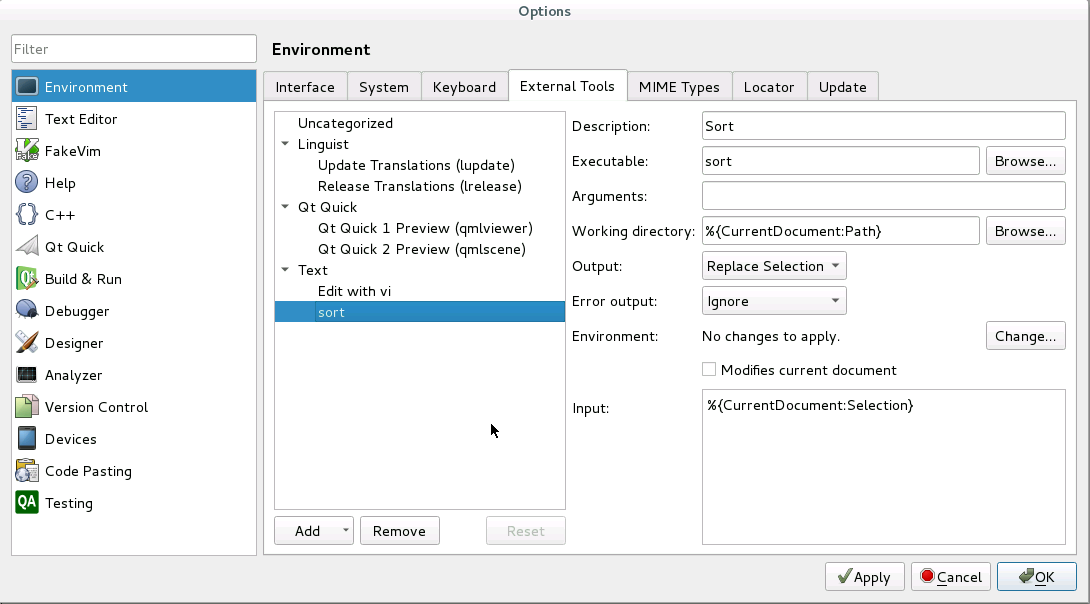 Options
Filter
Environment
Text Editor
FakeVim
Help
C++
Qt Quick
Build & Run
Debugger
Designer
Analyzer
Version Control
Devices
Code Pasting
QA Testing
Environment
Interface System Keyboard External Tools MIME Types Locator Update
Uncategorized
Linguist
Update Translations (lupdate)
Release Translations (lrelease)
Qt Quick
Qt Quick 1 Preview (qmlviewer)
Qt Quick 2 Preview (qmlscene)
Text
Edit with vi
sort
Add Remove Reset
Description: Sort
Executable: sort Browse...
Arguments:
Working directory: %{CurrentDocument:Path} Browse...
Output: Replace Selection
Error output: Ignore
Environment: No changes to apply. Change...
Modifies current document
Input: %{CurrentDocument:Selection}
Apply Cancel OK